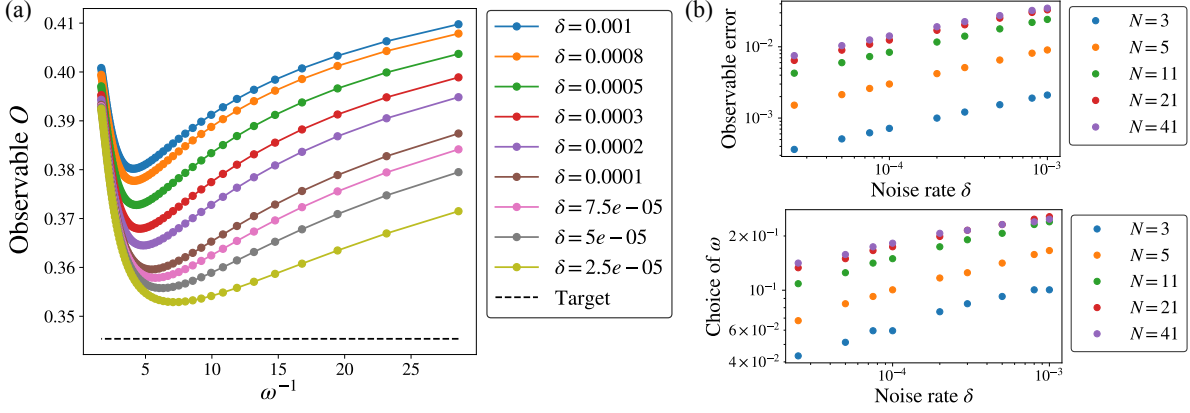 (a)
0.41
0.40
0.39
0.38
0.37
0.36
0.35
Observable O
5
10
15
20
25
ω⁻¹
δ = 0.001
δ = 0.0008
δ = 0.0005
δ = 0.0003
δ = 0.0002
δ = 0.0001
δ = 7.5e−05
δ = 5e−05
δ = 2.5e−05
Target
(b)
Observable error
10⁻²
10⁻³
10⁻⁴
10⁻³
Noise rate δ
N = 3
N = 5
N = 11
N = 21
N = 41
Choice of ω
2 × 10⁻¹
10⁻¹
6 × 10⁻²
4 × 10⁻²
10⁻⁴
10⁻³
Noise rate δ
N = 3
N = 5
N = 11
N = 21
N = 41